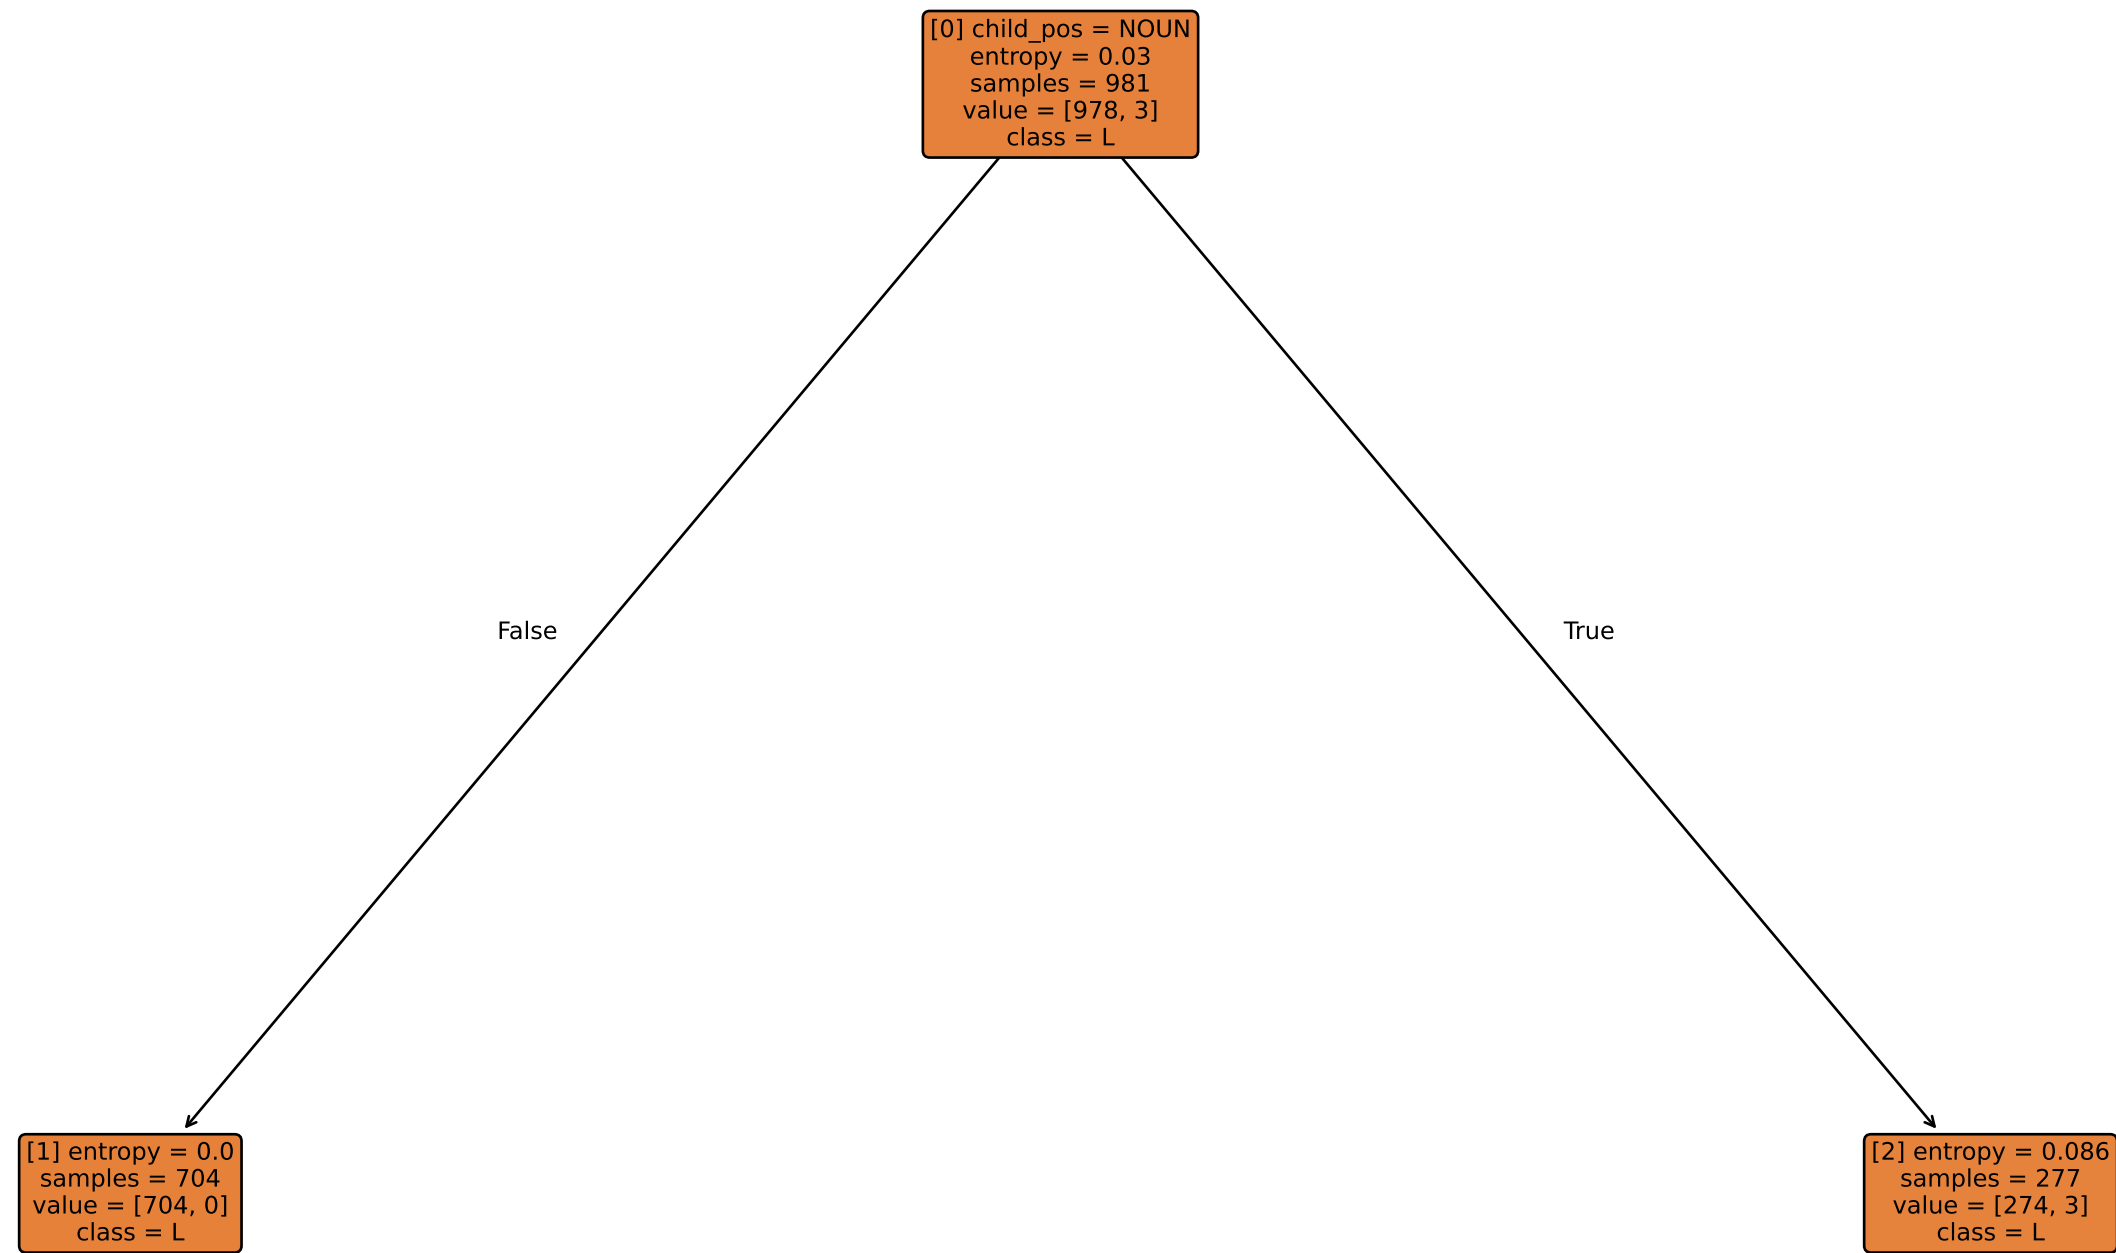 [0] child_pos = NOUN
entropy = 0.03
samples = 981
value = [978, 3]
class = L
False
True
[1] entropy = 0.0
samples = 704
value = [704, 0]
class = L
[2] entropy = 0.086
samples = 277
value = [274, 3]
class = L